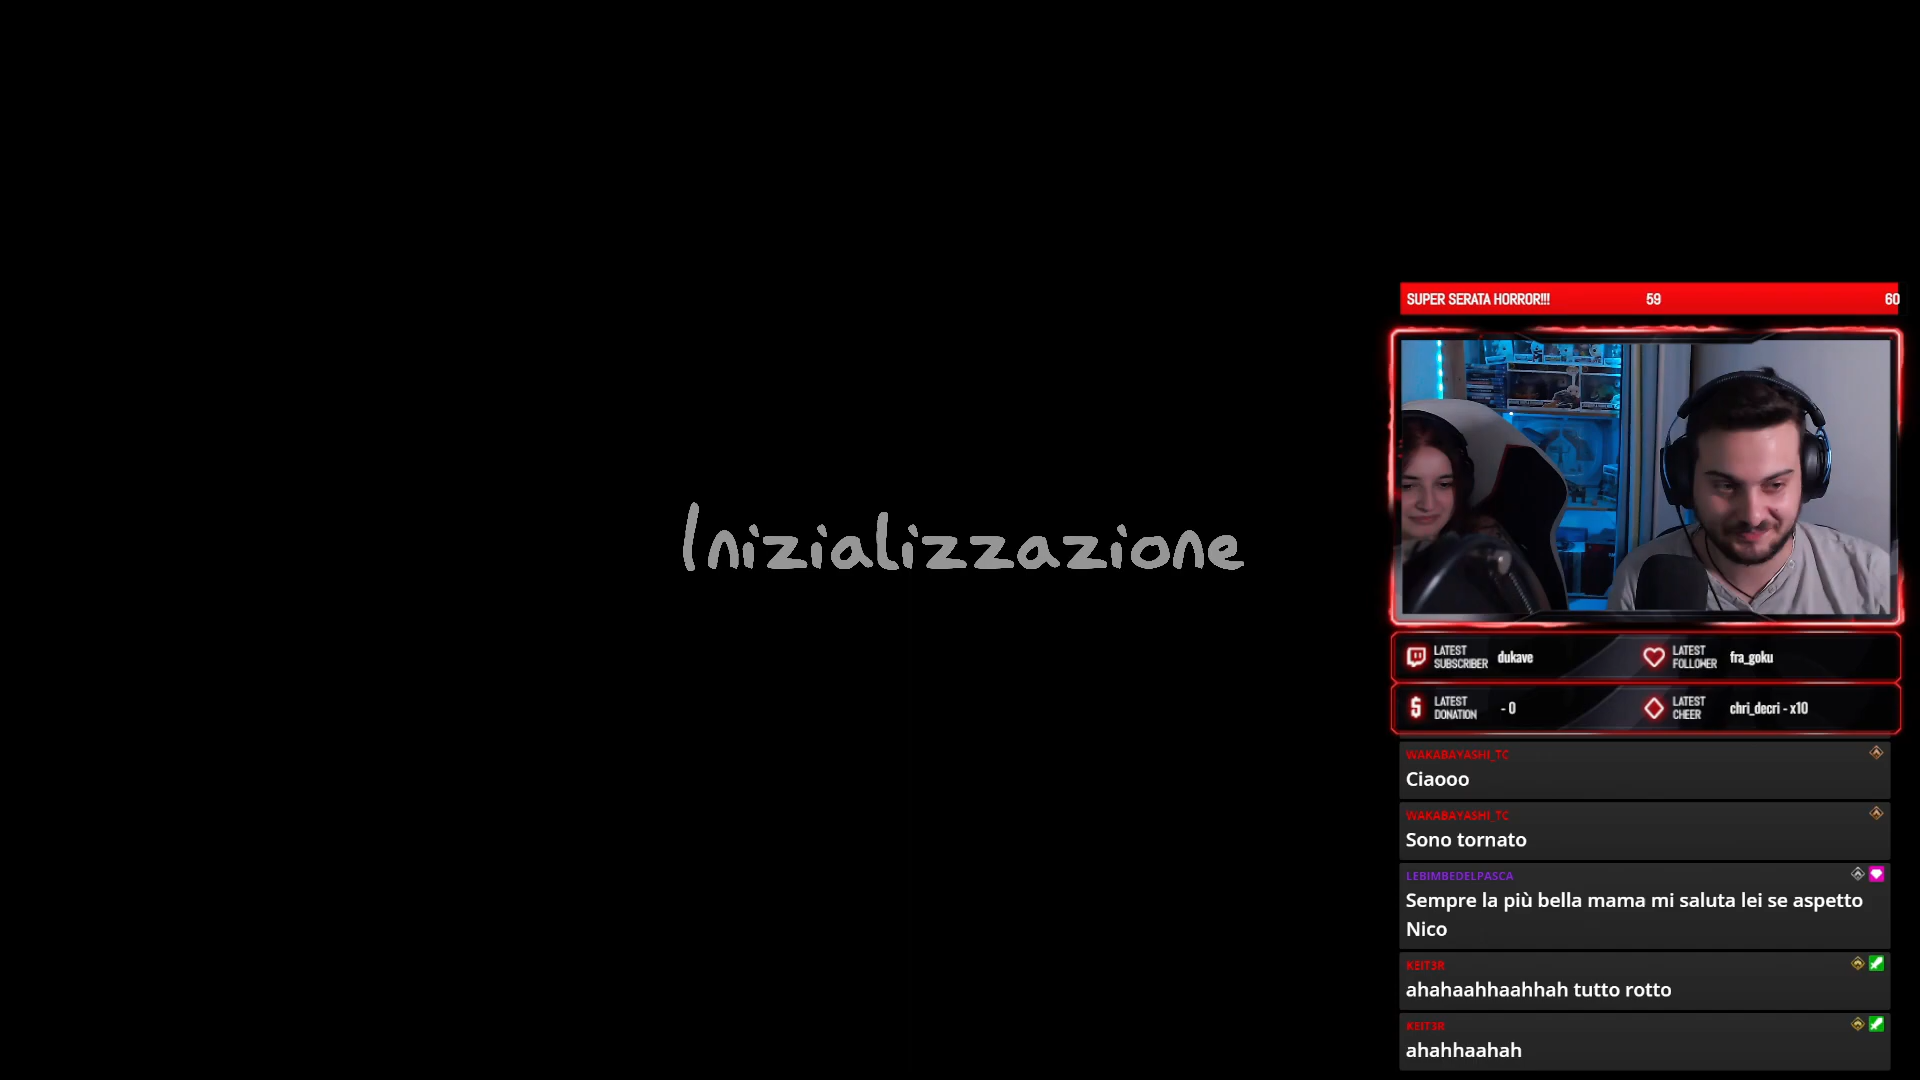 Inizializzazione
SUPER SERATA HORROR!!! 59 60
LATEST SUBSCRIBER dukave
LATEST FOLLOWER fra_goku
LATEST DONATION - 0
LATEST CHEER chri_decri - x10
WAKABAYASHI_TC
Ciaooo
WAKABAYASHI_TC
Sono tornato
LEBIMBEDELPASCA
Sempre la più bella mama mi saluta lei se aspetto
Nico
KEIT3R
ahahaahhaahhah tutto rotto
KEIT3R
ahahhaahah